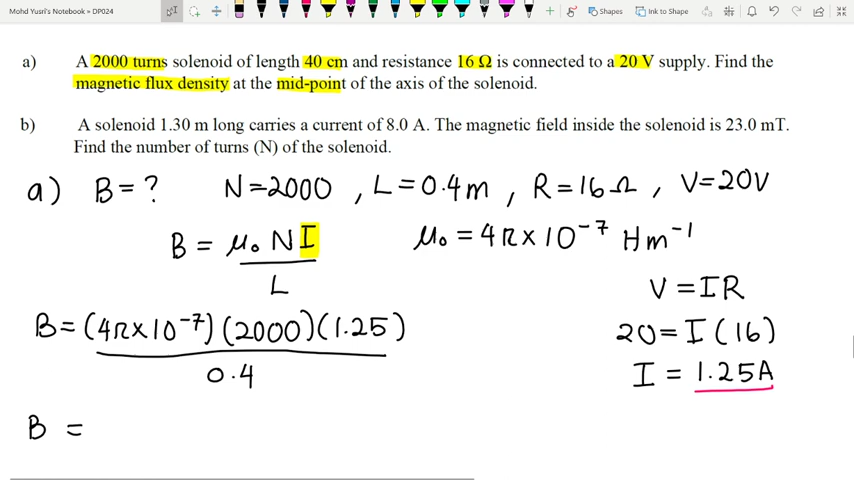 Mohd Yusri's Notebook » DP024
Shapes Ink to Shape
a) A 2000 turns solenoid of length 40 cm and resistance 16 Ω is connected to a 20 V supply. Find the
magnetic flux density at the mid-point of the axis of the solenoid.
b) A solenoid 1.30 m long carries a current of 8.0 A. The magnetic field inside the solenoid is 23.0 mT.
Find the number of turns (N) of the solenoid.
a) B = ? N = 2000 , L = 0.4 m , R = 16 Ω , V = 20V
B = μ₀ N I / L μ₀ = 4π × 10⁻⁷ H m⁻¹
V = I R
B = (4π × 10⁻⁷) (2000) (1.25) / 0.4 20 = I (16)
I = 1.25A
B =